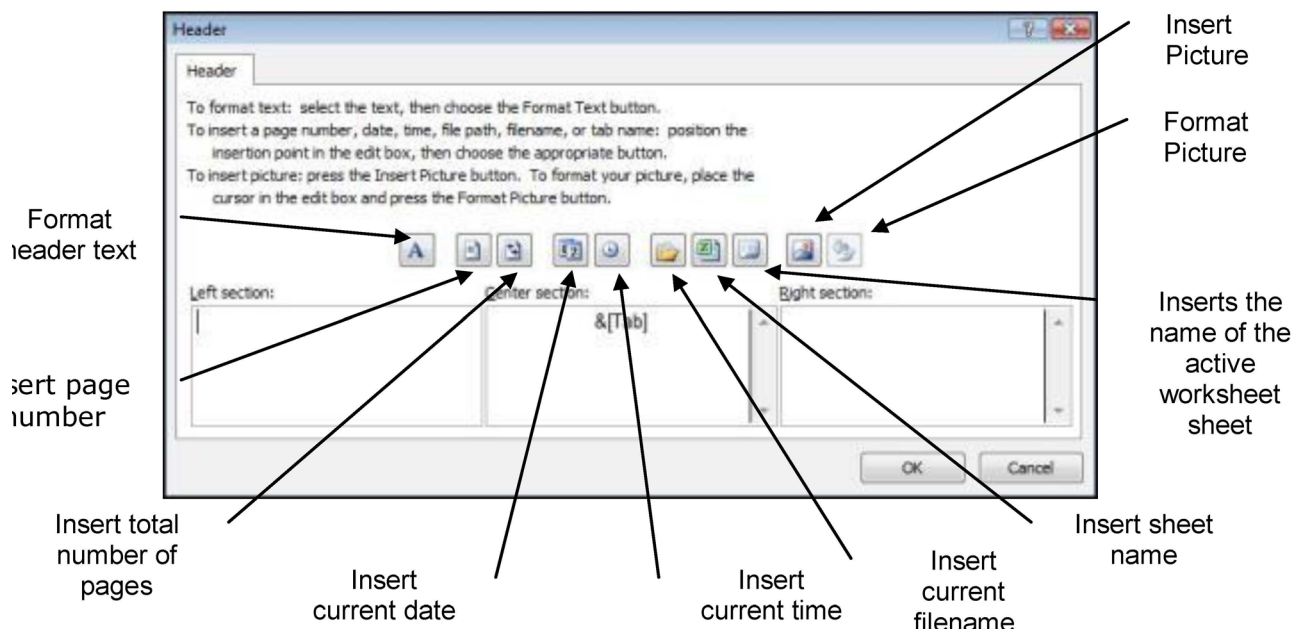 Header
Header
To format text: select the text, then choose the Format Text button.
To insert a page number, date, time, file path, filename, or tab name: position the
insertion point in the edit box, then choose the appropriate button.
To insert picture: press the Insert Picture button. To format your picture, place the
cursor in the edit box and press the Format Picture button.
A
Left section:
Center section:
Right section:
&[Tab]
OK
Cancel
Insert
Picture
Format
Picture
Format
header text
Inserts the
name of the
active
worksheet
sheet
sert page
number
Insert total
number of
pages
Insert
current date
Insert
current time
Insert
current
filename
Insert sheet
name